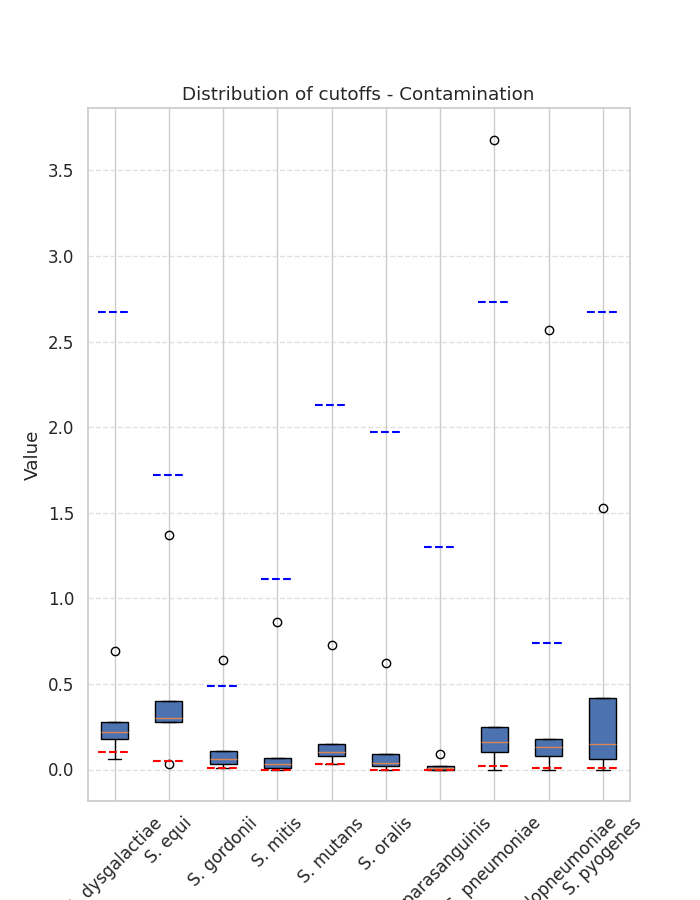 Distribution of cutoffs - Contamination
Value
3.5
3.0
2.5
2.0
1.5
1.0
0.5
0.0
dysgalactiae
S. equi
S. gordonii
S. mitis
S. mutans
S. oralis
parasanguinis
pneumoniae
S. pyogenes